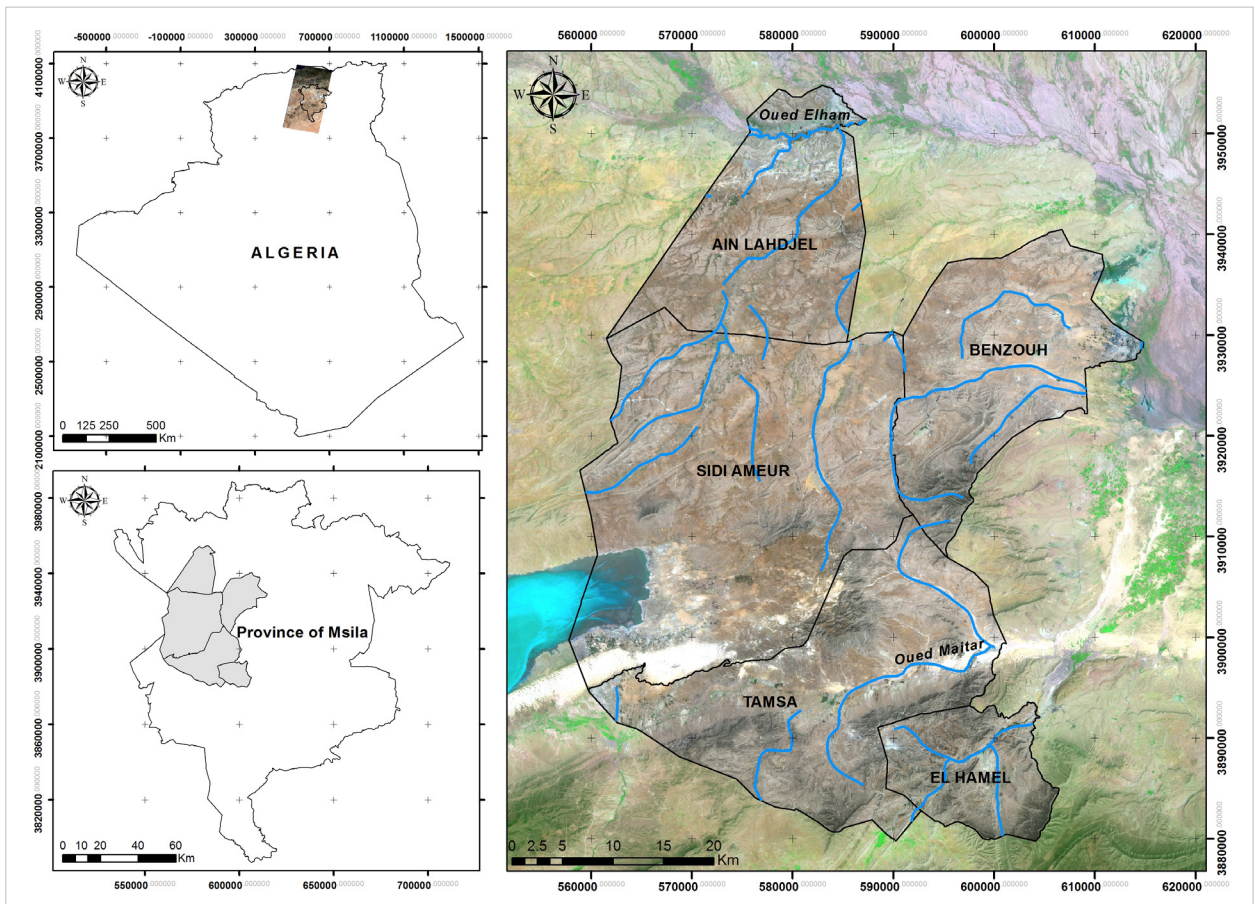 -500000.000000 -100000.000000 300000.000000 700000.000000 1100000.000000 1500000.000000
4100000.000000
3700000.000000
3300000.000000
2900000.000000
2500000.000000
2100000.000000
N
W E
S
ALGERIA
0 125 250 500
Km
3980000
3940000
3900000
3860000
3820000
N
W E
S
Province of Msila
0 10 20 40 60
Km
550000.000000 600000.000000 650000.000000 700000.000000
560000.000000 570000.000000 580000.000000 590000.000000 600000.000000 610000.000000 620000.000000
N
W E
S
Oued Elham
AIN LAHDJEL
BENZOUH
SIDI AMEUR
Oued Maitar
TAMSA
EL HAMEL
0 2.5 5 10 15 20
Km
3950000.000000
3940000.000000
3930000.000000
3920000.000000
3910000.000000
3900000.000000
3890000.000000
3880000.000000
560000.000000 570000.000000 580000.000000 590000.000000 600000.000000 610000.000000 620000.000000